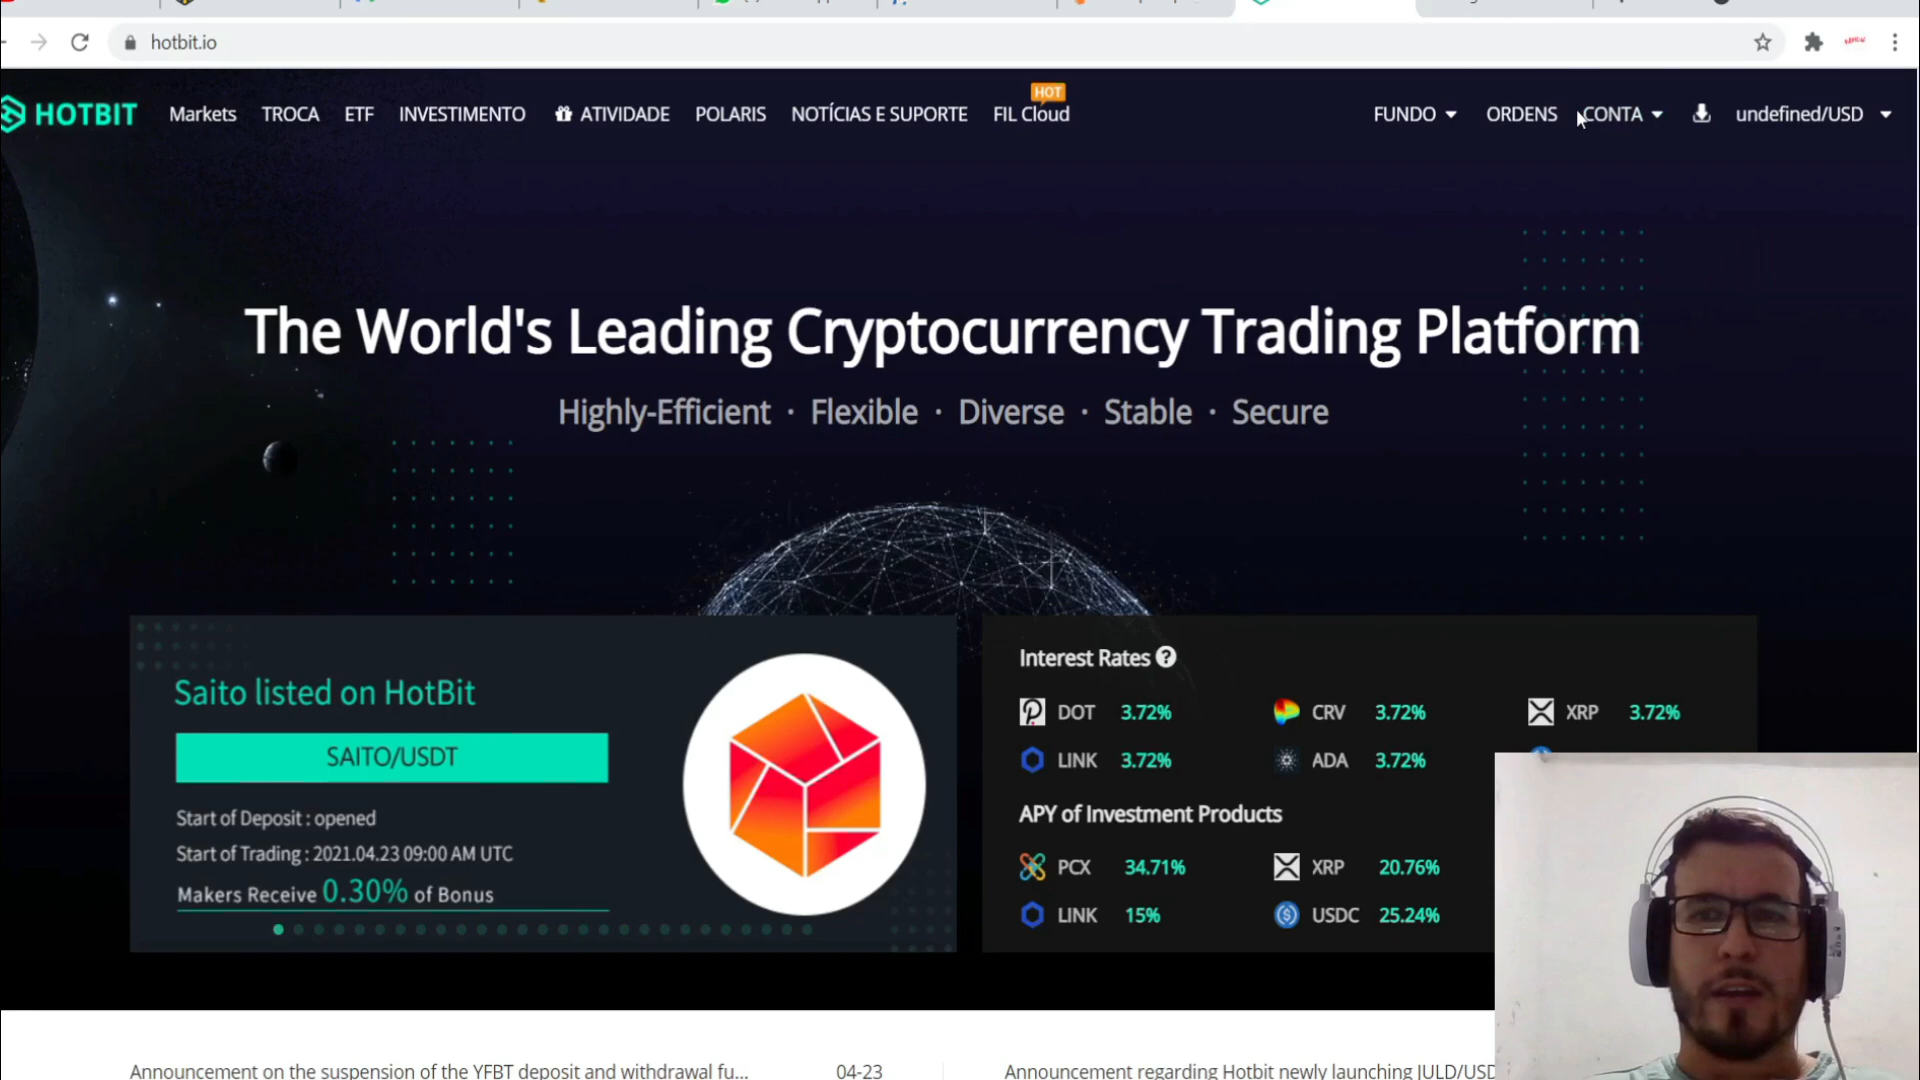 hotbit.io
HOTBIT Markets TROCA ETF INVESTIMENTO ATIVIDADE POLARIS NOTÍCIAS E SUPORTE FIL Cloud HOT FUNDO ORDENS CONTA undefined/USD
The World's Leading Cryptocurrency Trading Platform
Highly-Efficient · Flexible · Diverse · Stable · Secure
Saito listed on HotBit
SAITO/USDT
Start of Deposit : opened
Start of Trading : 2021.04.23 09:00 AM UTC
Makers Receive 0.30% of Bonus
Interest Rates ?
DOT 3.72% CRV 3.72% XRP 3.72%
LINK 3.72% ADA 3.72%
APY of Investment Products
PCX 34.71% XRP 20.76%
LINK 15% USDC 25.24%
Announcement on the suspension of the YFBT deposit and withdrawal fu... 04-23
Announcement regarding Hotbit newly launching JULD/USD